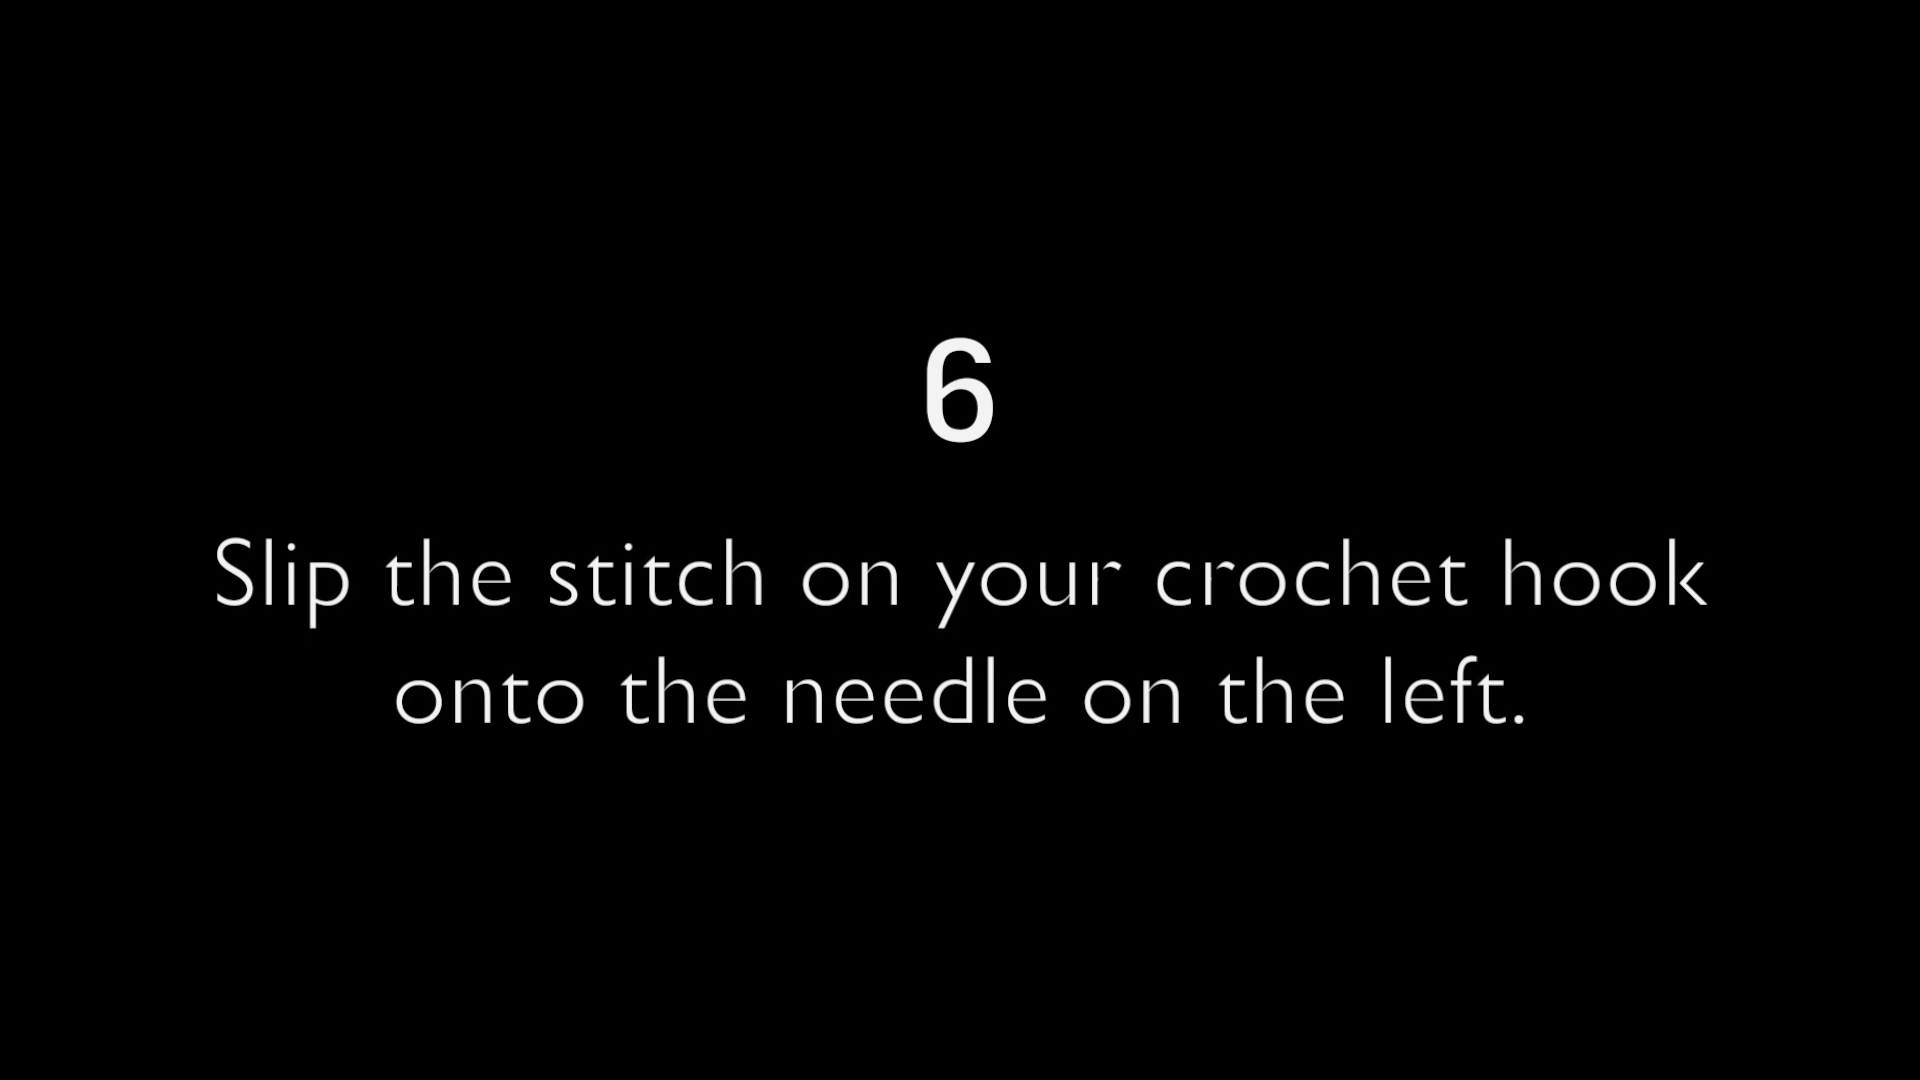 6
Slip the stitch on your crochet hook
onto the needle on the left.